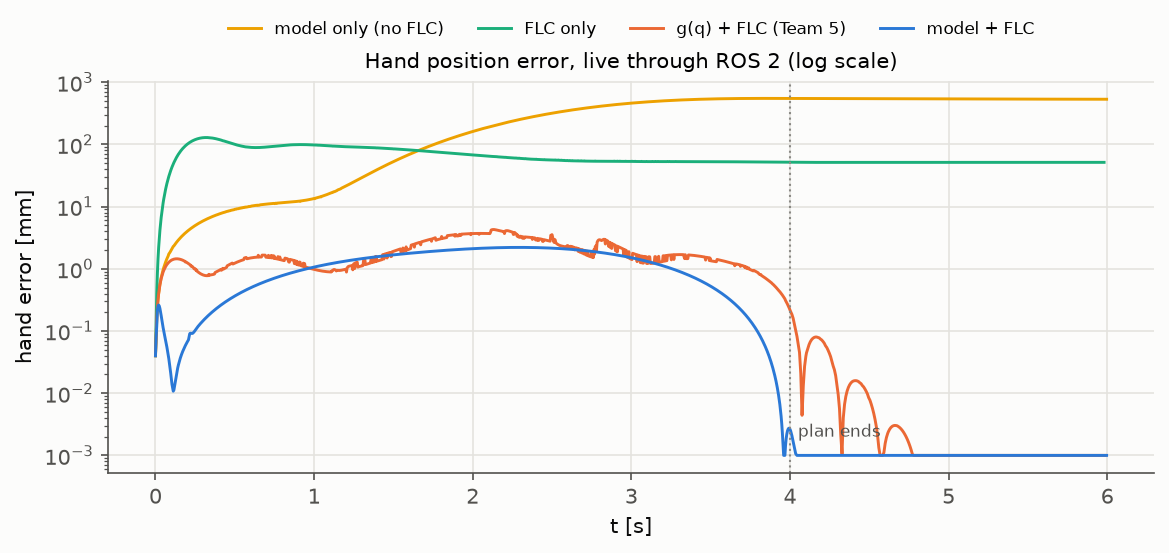 model only (no FLC) FLC only g(q) + FLC (Team 5) model + FLC
Hand position error, live through ROS 2 (log scale)
hand error [mm]
10³
10²
10¹
10⁰
10⁻¹
10⁻²
10⁻³
plan ends
0 1 2 3 4 5 6
t [s]